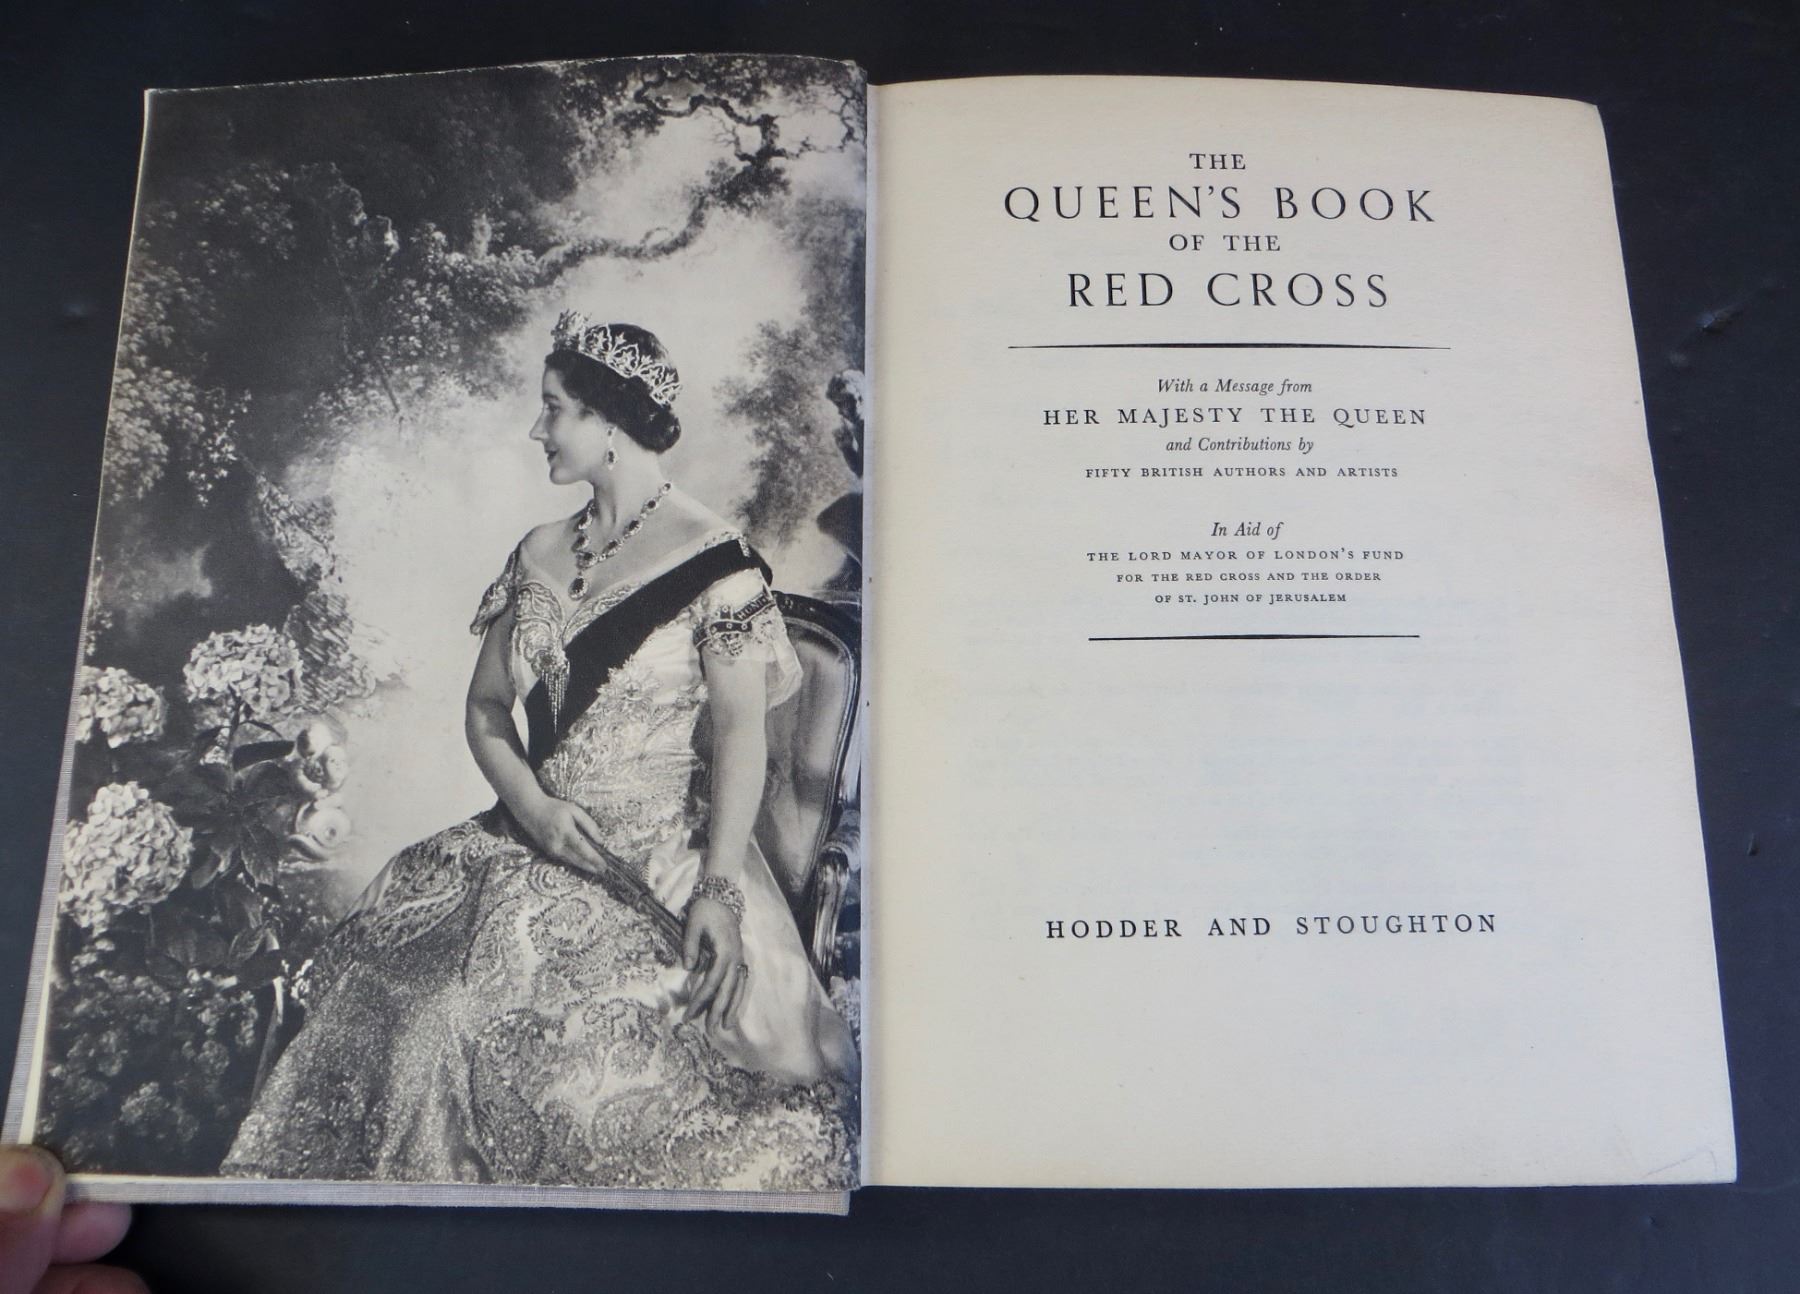 THE
QUEEN'S BOOK
OF THE
RED CROSS
With a Message from
HER MAJESTY THE QUEEN
and Contributions by
FIFTY BRITISH AUTHORS AND ARTISTS
In Aid of
THE LORD MAYOR OF LONDON'S FUND
FOR THE RED CROSS AND THE ORDER
OF ST. JOHN OF JERUSALEM
HODDER AND STOUGHTON